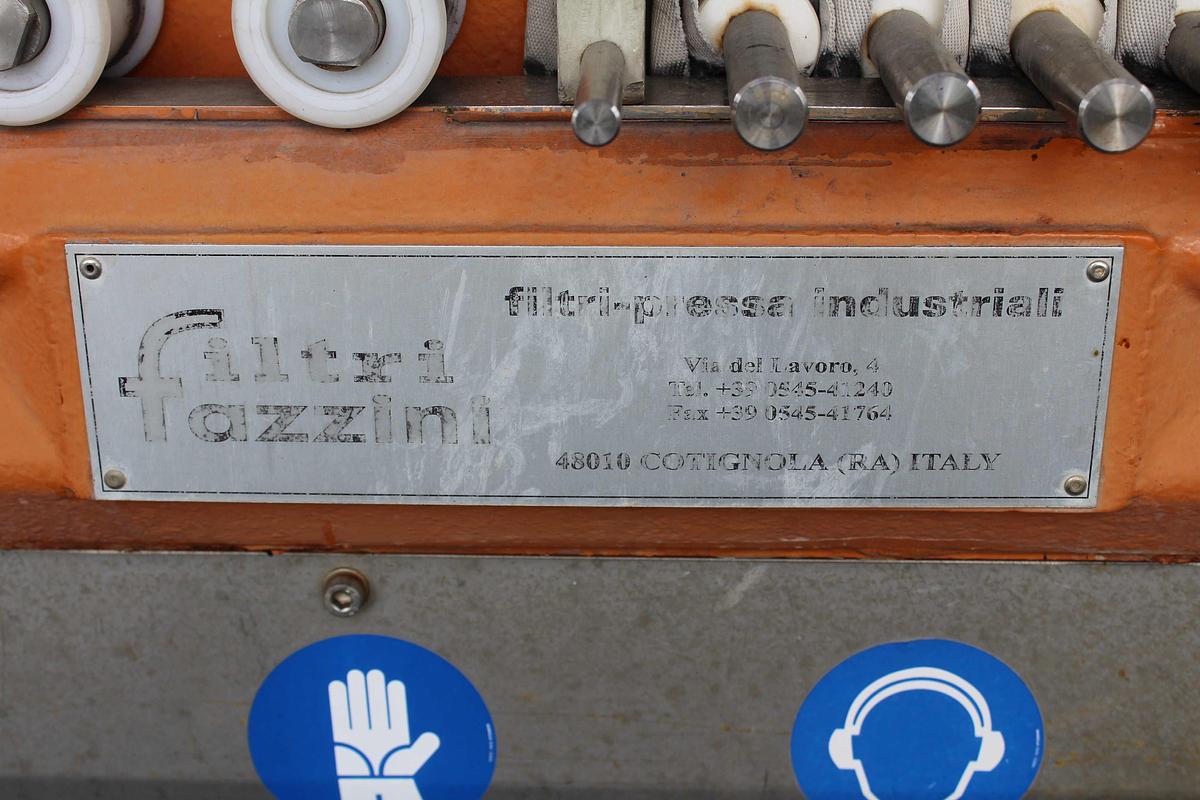 filtri
fazzini
filtri-pressa industriali
Via del Lavoro, 4
Tel. +39 0545-41240
Fax +39 0545-41764
48010 COTIGNOLA (RA) ITALY